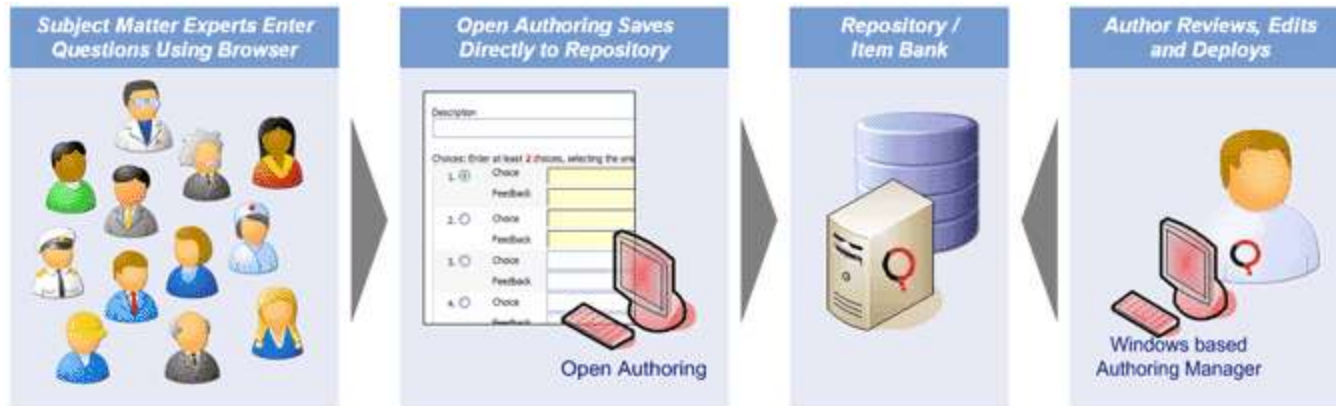 Subject Matter Experts Enter
Questions Using Browser
Open Authoring Saves
Directly to Repository
Repository /
Item Bank
Author Reviews, Edits
and Deploys
Description
Choices: Enter at least 2 choices, selecting the one
1. Choice
Feedback
2. Choice
Feedback
3. Choice
Feedback
4. Choice
Feedback
Open Authoring
Windows based
Authoring Manager